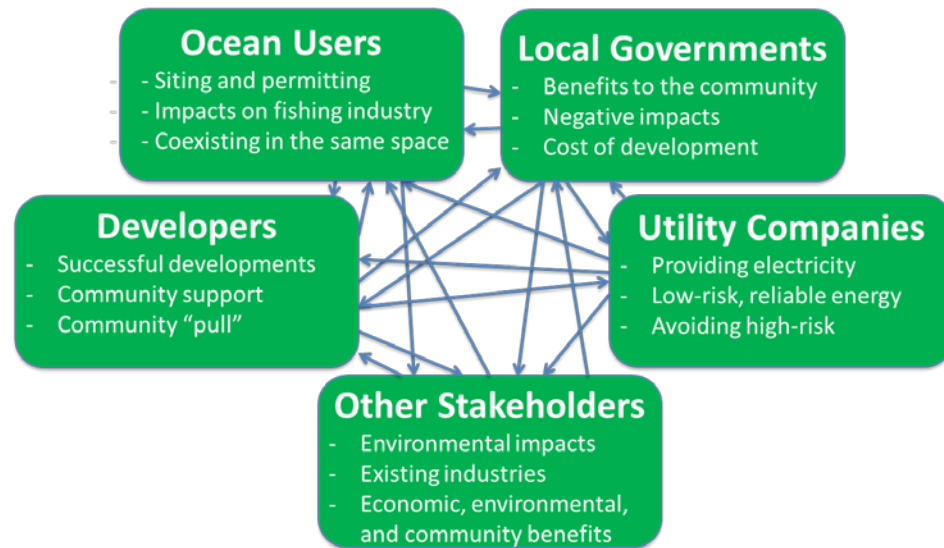 Ocean Users
- Siting and permitting
- Impacts on fishing industry
- Coexisting in the same space
Local Governments
- Benefits to the community
- Negative impacts
- Cost of development
Developers
- Successful developments
- Community support
- Community “pull”
Utility Companies
- Providing electricity
- Low-risk, reliable energy
- Avoiding high-risk
Other Stakeholders
- Environmental impacts
- Existing industries
- Economic, environmental,
and community benefits